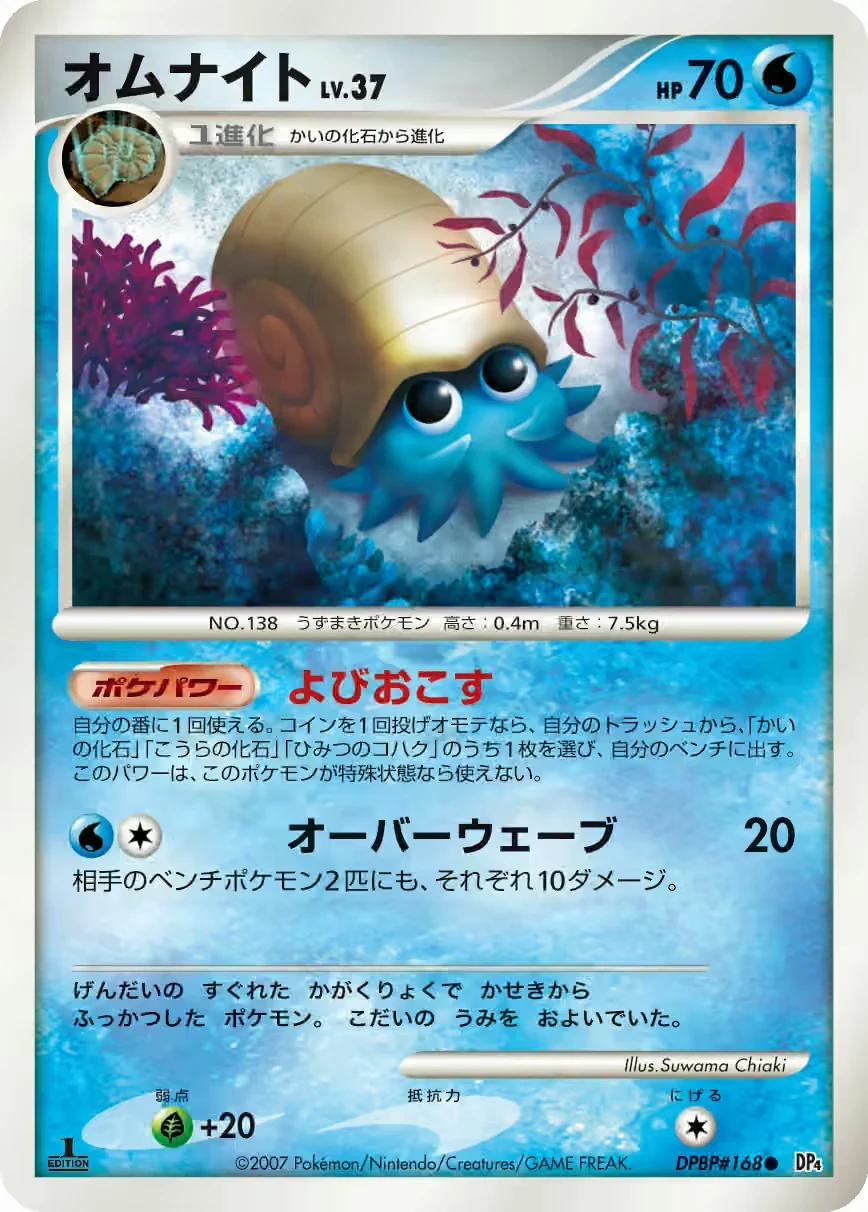 オムナイト LV.37 HP 70
1進化 かいの化石から進化
NO.138 うずまきポケモン 高さ:0.4m 重さ:7.5kg
ポケパワー よびおこす
自分の番に1回使える。コインを1回投げオモテなら、自分のトラッシュから、「かい
の化石」「こうらの化石」「ひみつのコハク」のうち1枚を選び、自分のベンチに出す。
このパワーは、このポケモンが特殊状態なら使えない。
オーバーウェーブ 20
相手のベンチポケモン2匹にも、それぞれ10ダメージ。
げんだいの すぐれた かがくりょくで かせきから
ふっかつした ポケモン。 こだいの うみを およいでいた。
Illus.Suwama Chiaki
弱点 抵抗力 にげる
+20
1 EDITION ©2007 Pokémon/Nintendo/Creatures/GAME FREAK. DPBP#168 DP4